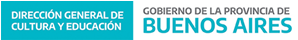 DIRECCIÓN GENERAL DE
CULTURA Y EDUCACIÓN
GOBIERNO DE LA PROVINCIA DE
BUENOS AIRES